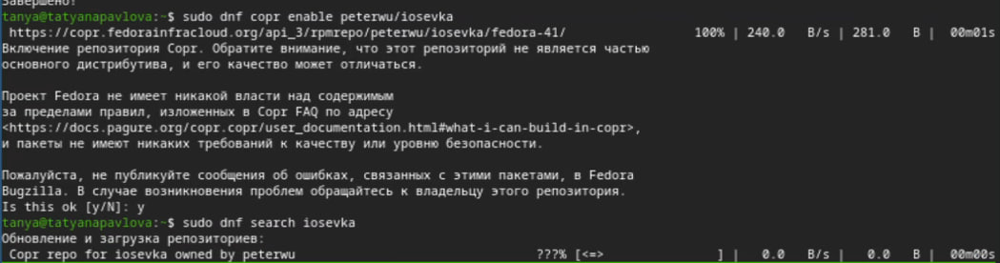 Завершено!
tanya@tatyanapavlova:~$ sudo dnf copr enable peterwu/iosevka
https://copr.fedorainfracloud.org/api_3/rpmrepo/peterwu/iosevka/fedora-41/ 100% | 240.0 B/s | 281.0 B | 00m01s
Включение репозитория Copr. Обратите внимание, что этот репозиторий не является частью
основного дистрибутива, и его качество может отличаться.
Проект Fedora не имеет никакой власти над содержимым
за пределами правил, изложенных в Copr FAQ по адресу
<https://docs.pagure.org/copr.copr/user_documentation.html#what-i-can-build-in-copr>,
и пакеты не имеют никаких требований к качеству или уровню безопасности.
Пожалуйста, не публикуйте сообщения об ошибках, связанных с этими пакетами, в Fedora
Bugzilla. В случае возникновения проблем обращайтесь к владельцу этого репозитория.
Is this ok [y/N]: y
tanya@tatyanapavlova:~$ sudo dnf search iosevka
Обновление и загрузка репозиториев:
Copr repo for iosevka owned by peterwu ???% [<=> ] | 0.0 B/s | 0.0 B | 00m00s